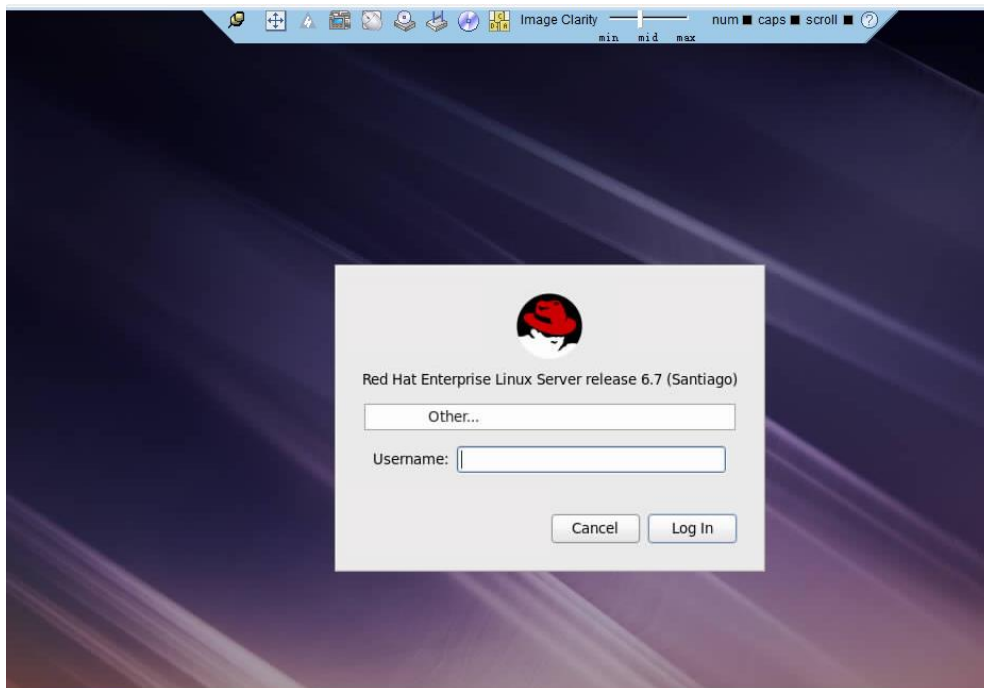 Image Clarity min mid max num caps scroll ?
Red Hat Enterprise Linux Server release 6.7 (Santiago)
Other...
Username:
Cancel Log In